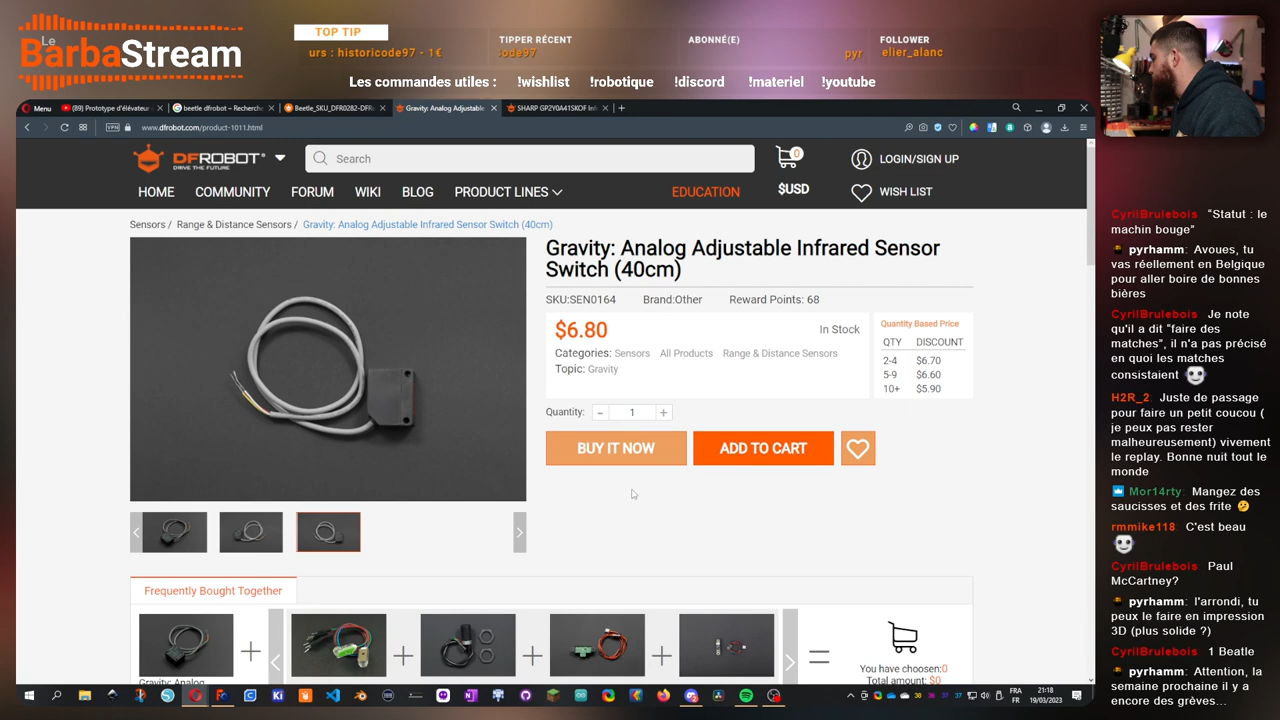 Le
BarbaStream
TOP TIP
urs : historicode97 - 1€
TIPPER RÉCENT
:ode97
ABONNÉ(E)
pyr
FOLLOWER
elier_alanc
Les commandes utiles : !wishlist !robotique !discord !materiel !youtube
Menu
(89) Prototype d'élévateur
beetle dfrobot – Recherch
Beetle_SKU_DFR0282-DFR
Gravity: Analog Adjustable
SHARP GP2Y0A41SK0F In
VPN
www.dfrobot.com/product-1011.html
DFROBOT
DRIVE THE FUTURE
Search
0
$USD
LOGIN/SIGN UP
WISH LIST
HOME COMMUNITY FORUM WIKI BLOG PRODUCT LINES EDUCATION
Sensors / Range & Distance Sensors / Gravity: Analog Adjustable Infrared Sensor Switch (40cm)
Gravity: Analog Adjustable Infrared Sensor
Switch (40cm)
SKU:SEN0164 Brand:Other Reward Points: 68
$6.80 In Stock
Categories: Sensors All Products Range & Distance Sensors
Topic: Gravity
Quantity Based Price
QTY DISCOUNT
2-4 $6.70
5-9 $6.60
10+ $5.90
Quantity: - 1 +
BUY IT NOW ADD TO CART
Frequently Bought Together
Gravity: Analog
You have choosen:0
Total amount: $0
CyrilBrulebois "Statut : le
machin bouge"
pyrhamm: Avoues, tu
vas réellement en Belgique
pour aller boire de bonnes
bières
CyrilBrulebois Je note
qu'il a dit "faire des
matches", il n'a pas précisé
en quoi les matches
consistaient
H2R_2: Juste de passage
pour faire un petit coucou (
je peux pas rester
malheureusement) vivement
le replay. Bonne nuit tout le
monde
Mor14rty: Mangez des
saucisses et des frite
rmmike118: C'est beau
CyrilBrulebois Paul
McCartney?
pyrhamm: l'arrondi, tu
peux le faire en impression
3D (plus solide ?)
CyrilBrulebois 1 Beatle
pyrhamm: Attention, la
semaine prochaine il y a
encore des grèves...
FRA
FR
21:18
19/03/2023